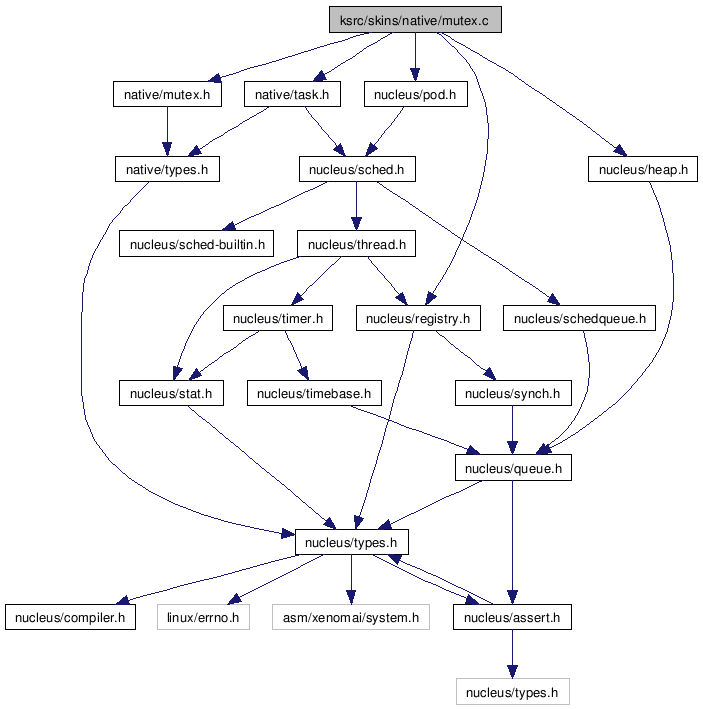 ksrc/skins/native/mutex.c
native/mutex.h
native/task.h
nucleus/pod.h
native/types.h
nucleus/sched.h
nucleus/heap.h
nucleus/sched-builtin.h
nucleus/thread.h
nucleus/timer.h
nucleus/registry.h
nucleus/schedqueue.h
nucleus/stat.h
nucleus/timebase.h
nucleus/synch.h
nucleus/queue.h
nucleus/types.h
nucleus/compiler.h
linux/errno.h
asm/xenomai/system.h
nucleus/assert.h
nucleus/types.h